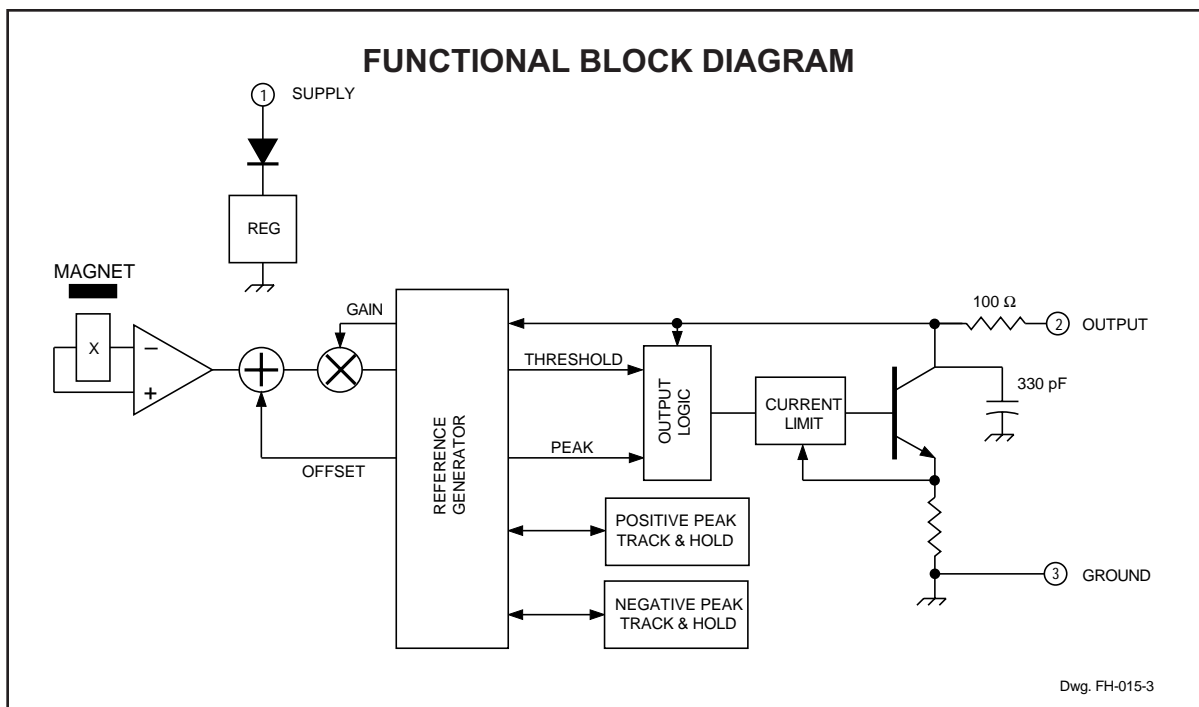 FUNCTIONAL BLOCK DIAGRAM
1 SUPPLY
REG
MAGNET
X
−
+
GAIN
OFFSET
REFERENCE
GENERATOR
THRESHOLD
PEAK
OUTPUT
LOGIC
CURRENT
LIMIT
100 Ω
2 OUTPUT
330 pF
POSITIVE PEAK
TRACK & HOLD
NEGATIVE PEAK
TRACK & HOLD
3 GROUND
Dwg. FH-015-3